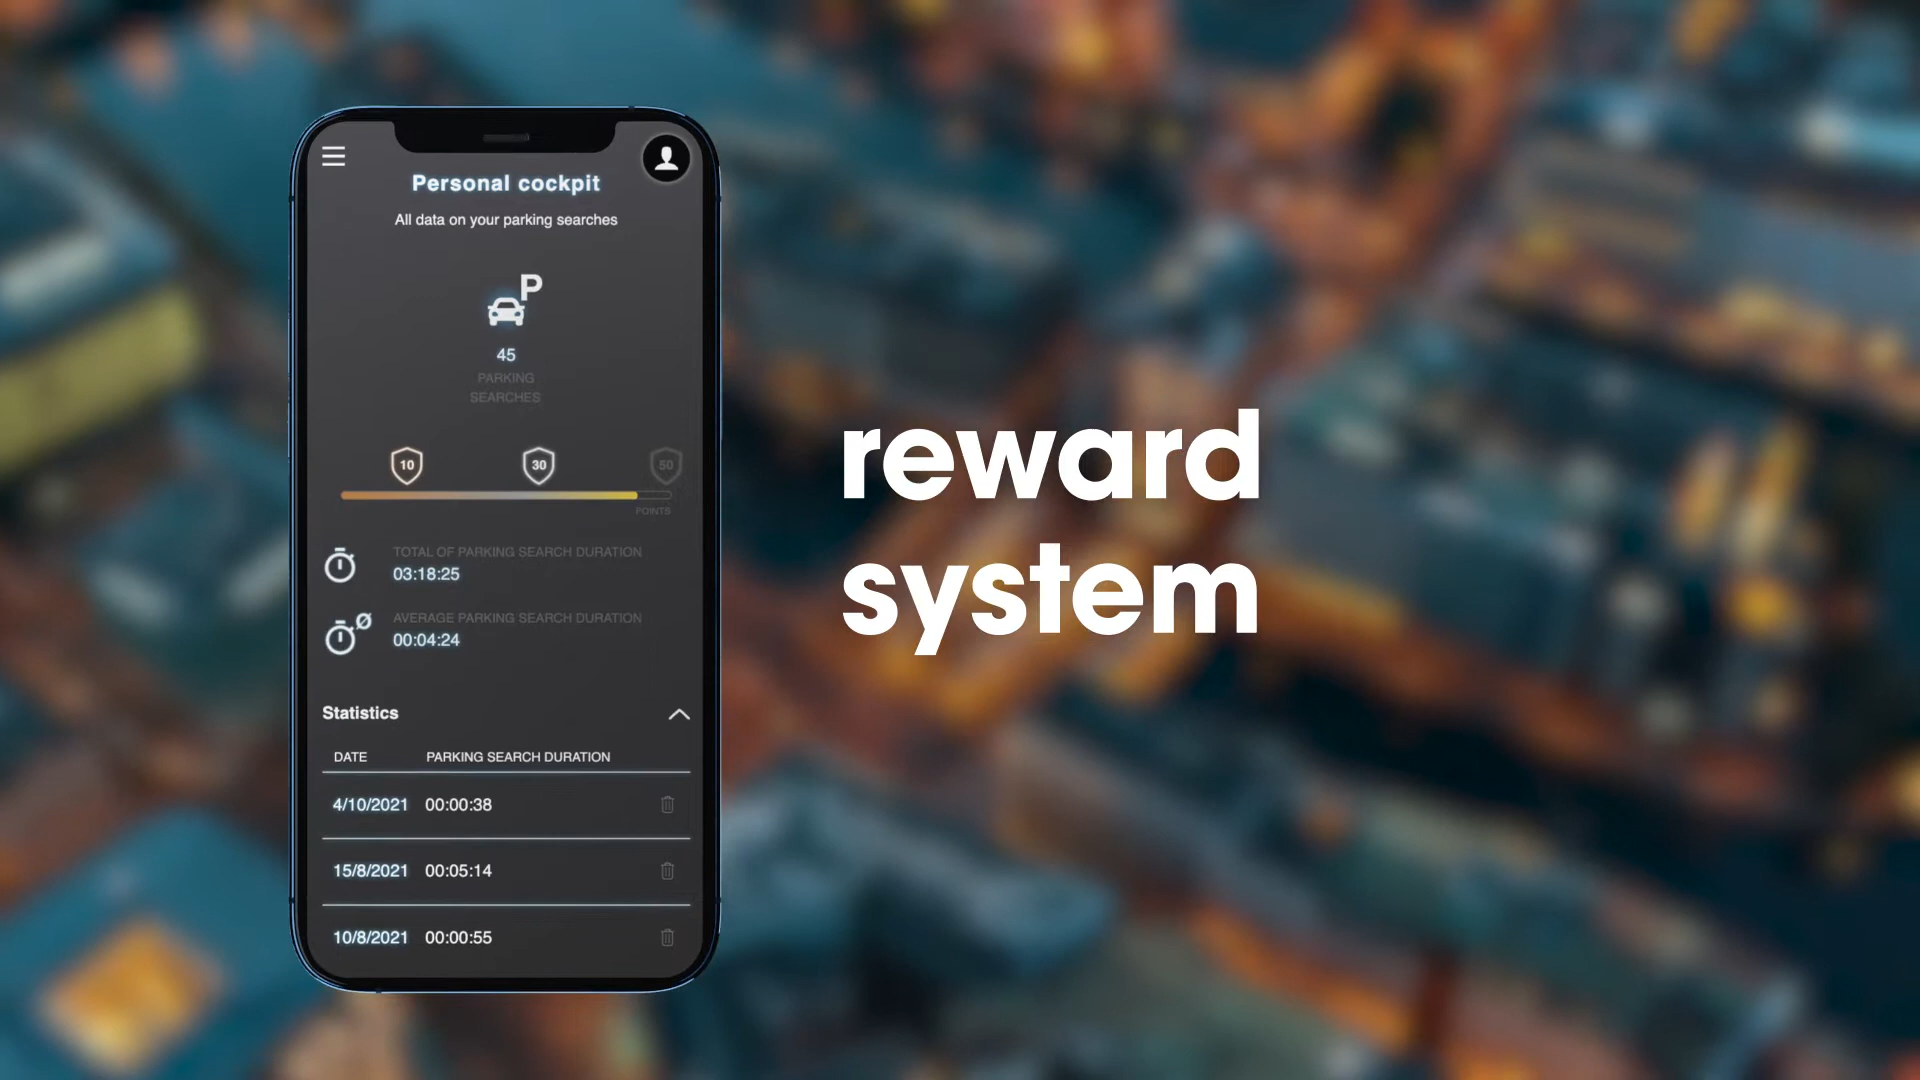 Personal cockpit
All data on your parking searches
P
45
PARKING
SEARCHES
10 30 50
POINTS
TOTAL OF PARKING SEARCH DURATION
03:18:25
Ø
AVERAGE PARKING SEARCH DURATION
00:04:24
Statistics
DATE PARKING SEARCH DURATION
4/10/2021 00:00:38
15/8/2021 00:05:14
10/8/2021 00:00:55
reward
system